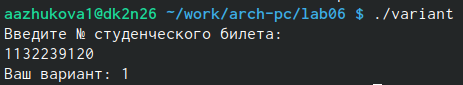 aazhukova1@dk2n26 ~/work/arch-pc/lab06 $ ./variant
Введите № студенческого билета:
1132239120
Ваш вариант: 1